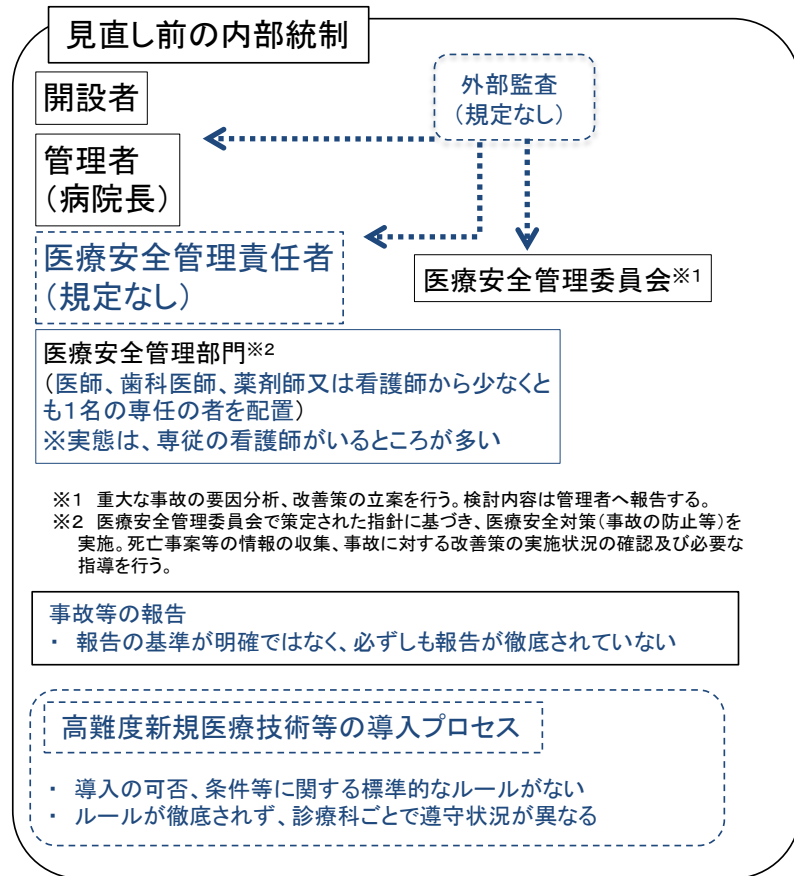 見直し前の内部統制
開設者
外部監査
(規定なし)
管理者
(病院長)
医療安全管理責任者
(規定なし)
医療安全管理委員会※1
医療安全管理部門※2
(医師、歯科医師、薬剤師又は看護師から少なくと
も1名の専任の者を配置)
※実態は、専従の看護師がいるところが多い
※1 重大な事故の要因分析、改善策の立案を行う。検討内容は管理者へ報告する。
※2 医療安全管理委員会で策定された指針に基づき、医療安全対策(事故の防止等)を
実施。死亡事案等の情報の収集、事故に対する改善策の実施状況の確認及び必要な
指導を行う。
事故等の報告
・ 報告の基準が明確ではなく、必ずしも報告が徹底されていない
高難度新規医療技術等の導入プロセス
・ 導入の可否、条件等に関する標準的なルールがない
・ ルールが徹底されず、診療科ごとで遵守状況が異なる